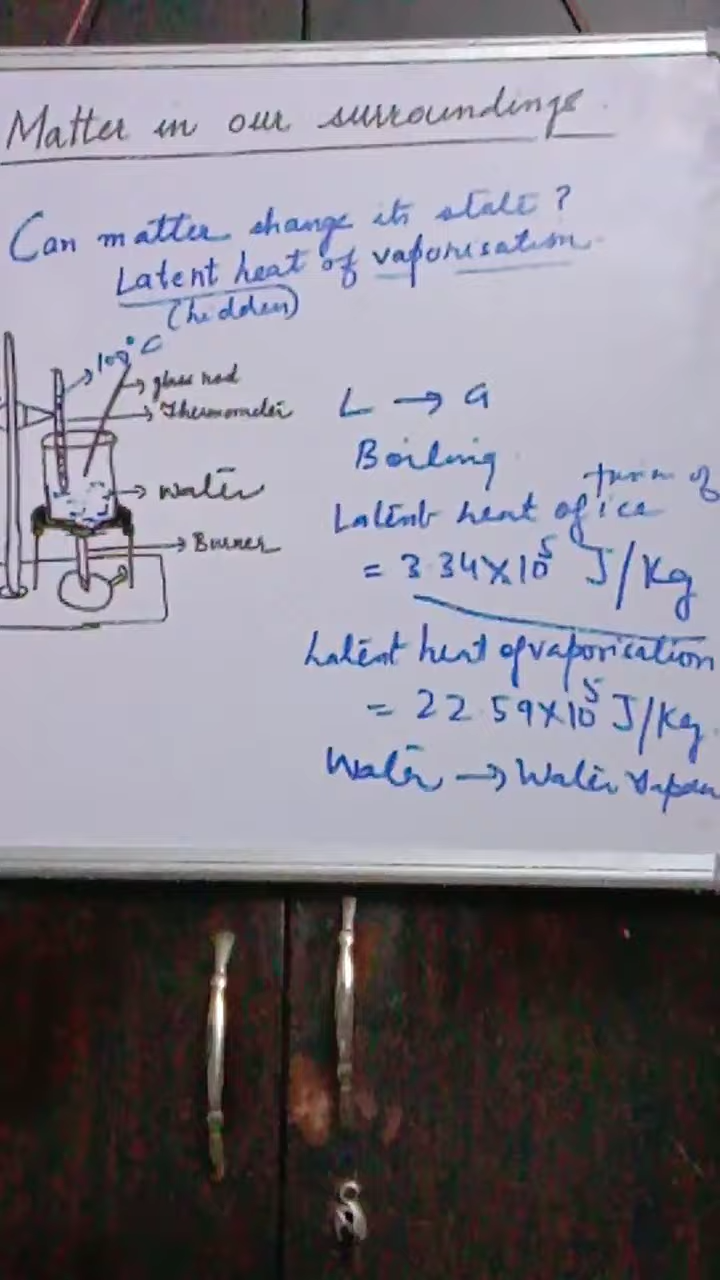 Matter in our surroundings.
Can matter change its state?
Latent heat of vaporisation.
(hidden)
100°C
glass rod
Thermometer
water
Burner
L → G
Boiling
Latent heat of ice
= 3.34×10⁵ J/Kg
Latent heat of vaporisation
= 22.59×10⁵ J/Kg.
Water → Water vapour